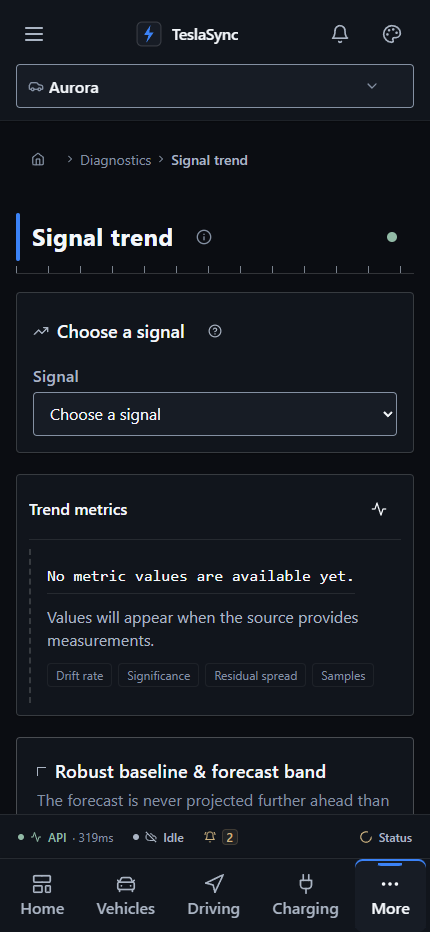 TeslaSync
Aurora
Diagnostics
Signal trend
Signal trend
Choose a signal
Signal
Choose a signal
Trend metrics
No metric values are available yet.
Values will appear when the source provides
measurements.
Drift rate
Significance
Residual spread
Samples
Robust baseline & forecast band
The forecast is never projected further ahead than
API · 319ms
Idle
2
Status
Home
Vehicles
Driving
Charging
More